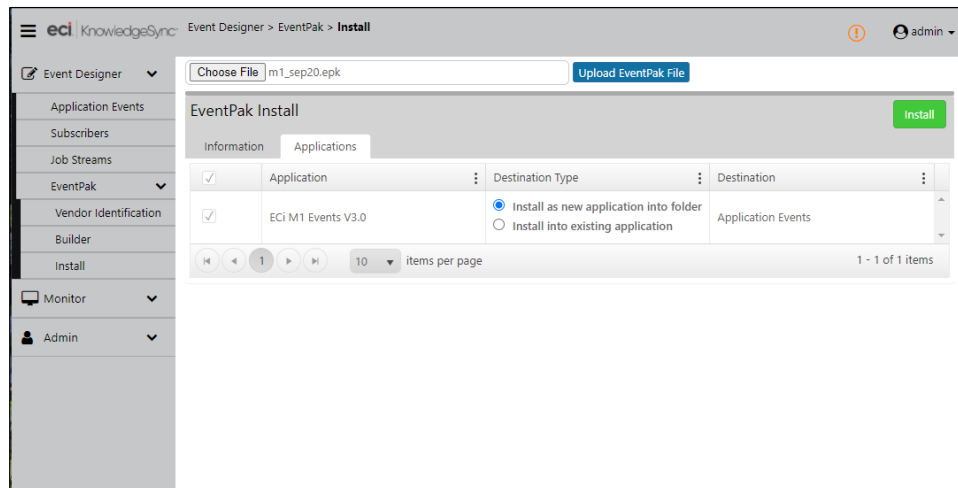 eci KnowledgeSync
Event Designer > EventPak > Install
admin
Event Designer
Application Events
Subscribers
Job Streams
EventPak
Vendor Identification
Builder
Install
Monitor
Admin
Choose File m1_sep20.epk
Upload EventPak File
EventPak Install
Install
Information Applications
Application Destination Type Destination
ECi M1 Events V3.0
Install as new application into folder
Install into existing application
Application Events
1 10 items per page 1 - 1 of 1 items